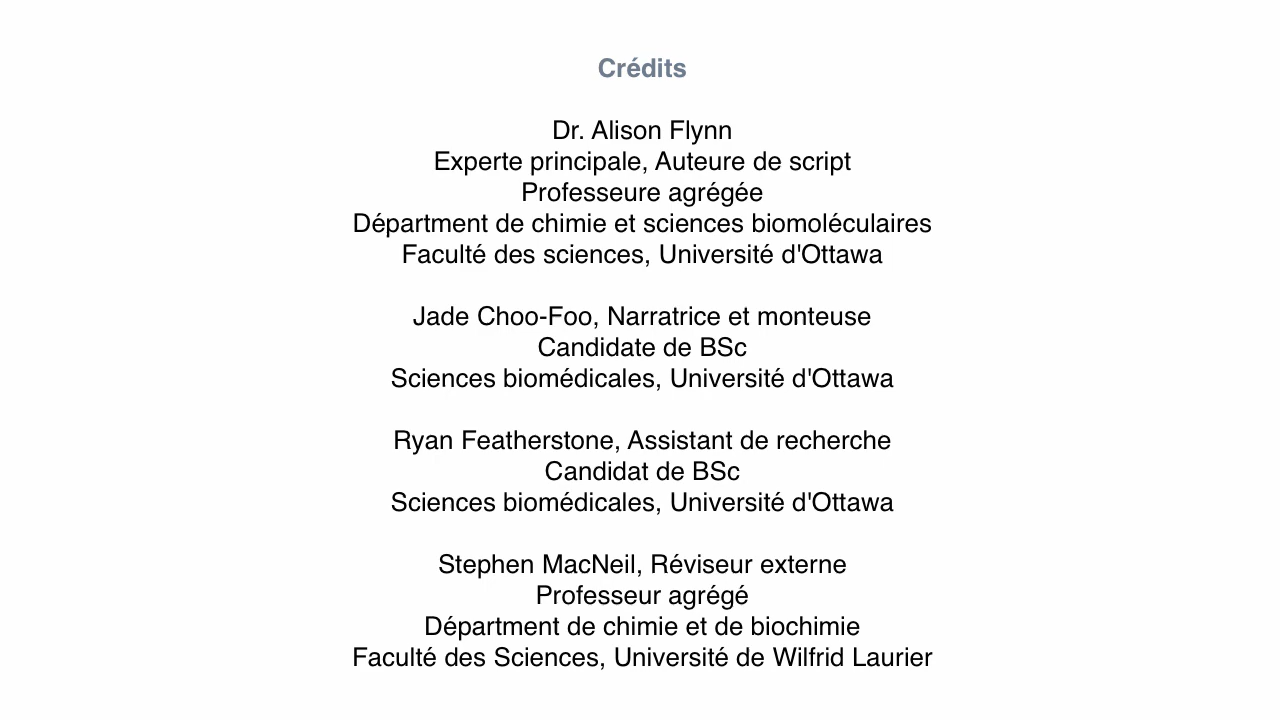 Crédits
Dr. Alison Flynn
Experte principale, Auteure de script
Professeure agrégée
Départment de chimie et sciences biomoléculaires
Faculté des sciences, Université d'Ottawa
Jade Choo-Foo, Narratrice et monteuse
Candidate de BSc
Sciences biomédicales, Université d'Ottawa
Ryan Featherstone, Assistant de recherche
Candidat de BSc
Sciences biomédicales, Université d'Ottawa
Stephen MacNeil, Réviseur externe
Professeur agrégé
Départment de chimie et de biochimie
Faculté des Sciences, Université de Wilfrid Laurier